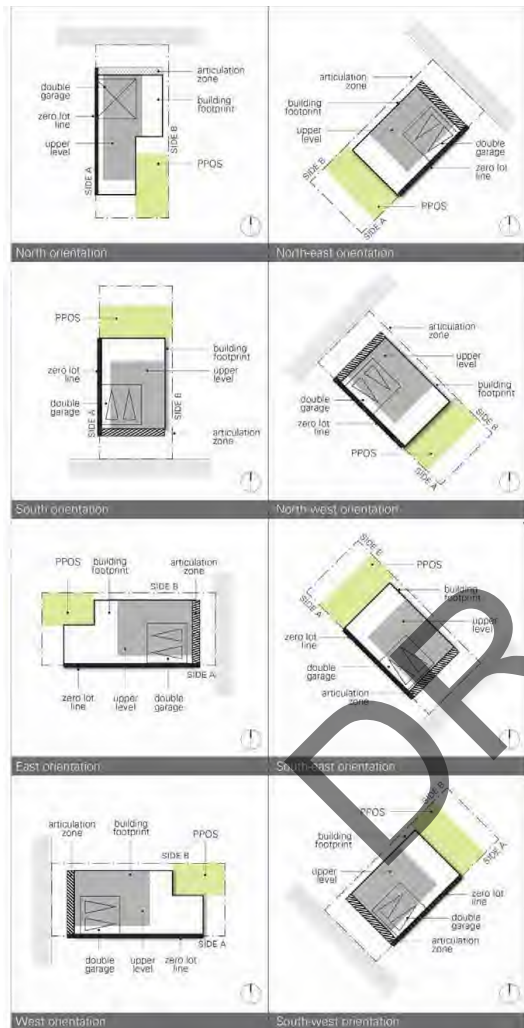 articulation
zone
double
garage
building
footprint
zero lot
line
upper
level
PPOS
SIDE A
SIDE B
North orientation
articulation
zone
building
footprint
upper
level
double
garage
zero lot
line
SIDE B
PPOS
SIDE A
North-east orientation
PPOS
building
footprint
zero lot
line
upper
level
double
garage
SIDE A
SIDE B
articulation
zone
South orientation
articulation
zone
upper
level
building
footprint
double
garage
zero lot
line
SIDE B
PPOS
SIDE A
North-west orientation
PPOS
building
footprint
articulation
zone
SIDE B
SIDE A
zero lot
line
upper
level
double
garage
East orientation
SIDE B
PPOS
building
footprint
SIDE A
upper
level
zero lot
line
double
garage
articulation
zone
South-east orientation
articulation
zone
building
footprint
PPOS
SIDE B
SIDE A
double
garage
upper
level
zero lot
line
West orientation
PPOS
SIDE B
building
footprint
SIDE A
upper
level
zero lot
line
double
garage
articulation
zone
South-west orientation
DR